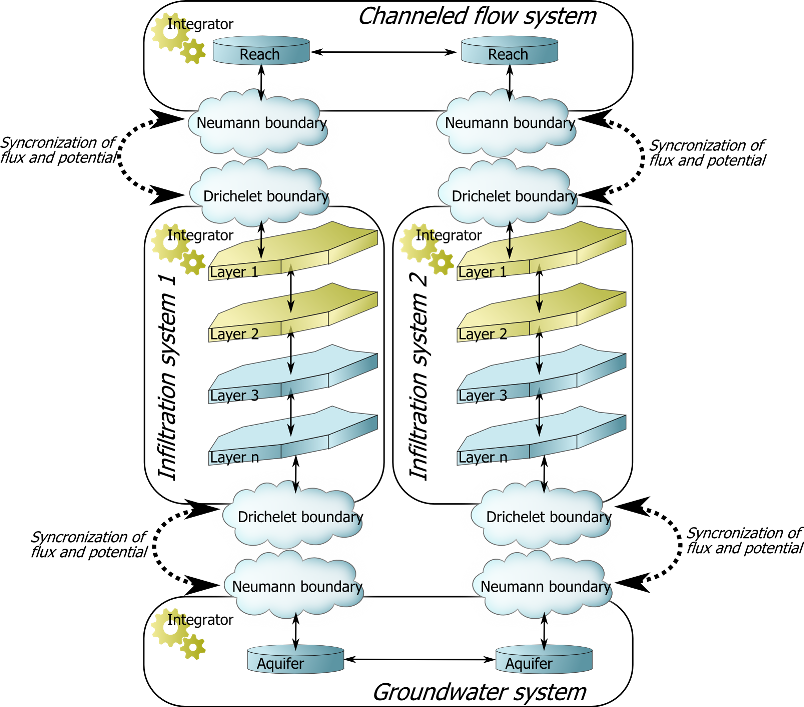 Channeled flow system
Integrator
Reach
Reach
Neumann boundary
Neumann boundary
Syncronization of
flux and potential
Syncronization of
flux and potential
Drichelet boundary
Drichelet boundary
Infiltration system 1
Integrator
Layer 1
Layer 2
Layer 3
Layer n
Infiltration system 2
Integrator
Layer 1
Layer 2
Layer 3
Layer n
Drichelet boundary
Drichelet boundary
Syncronization of
flux and potential
Syncronization of
flux and potential
Neumann boundary
Neumann boundary
Integrator
Aquifer
Aquifer
Groundwater system